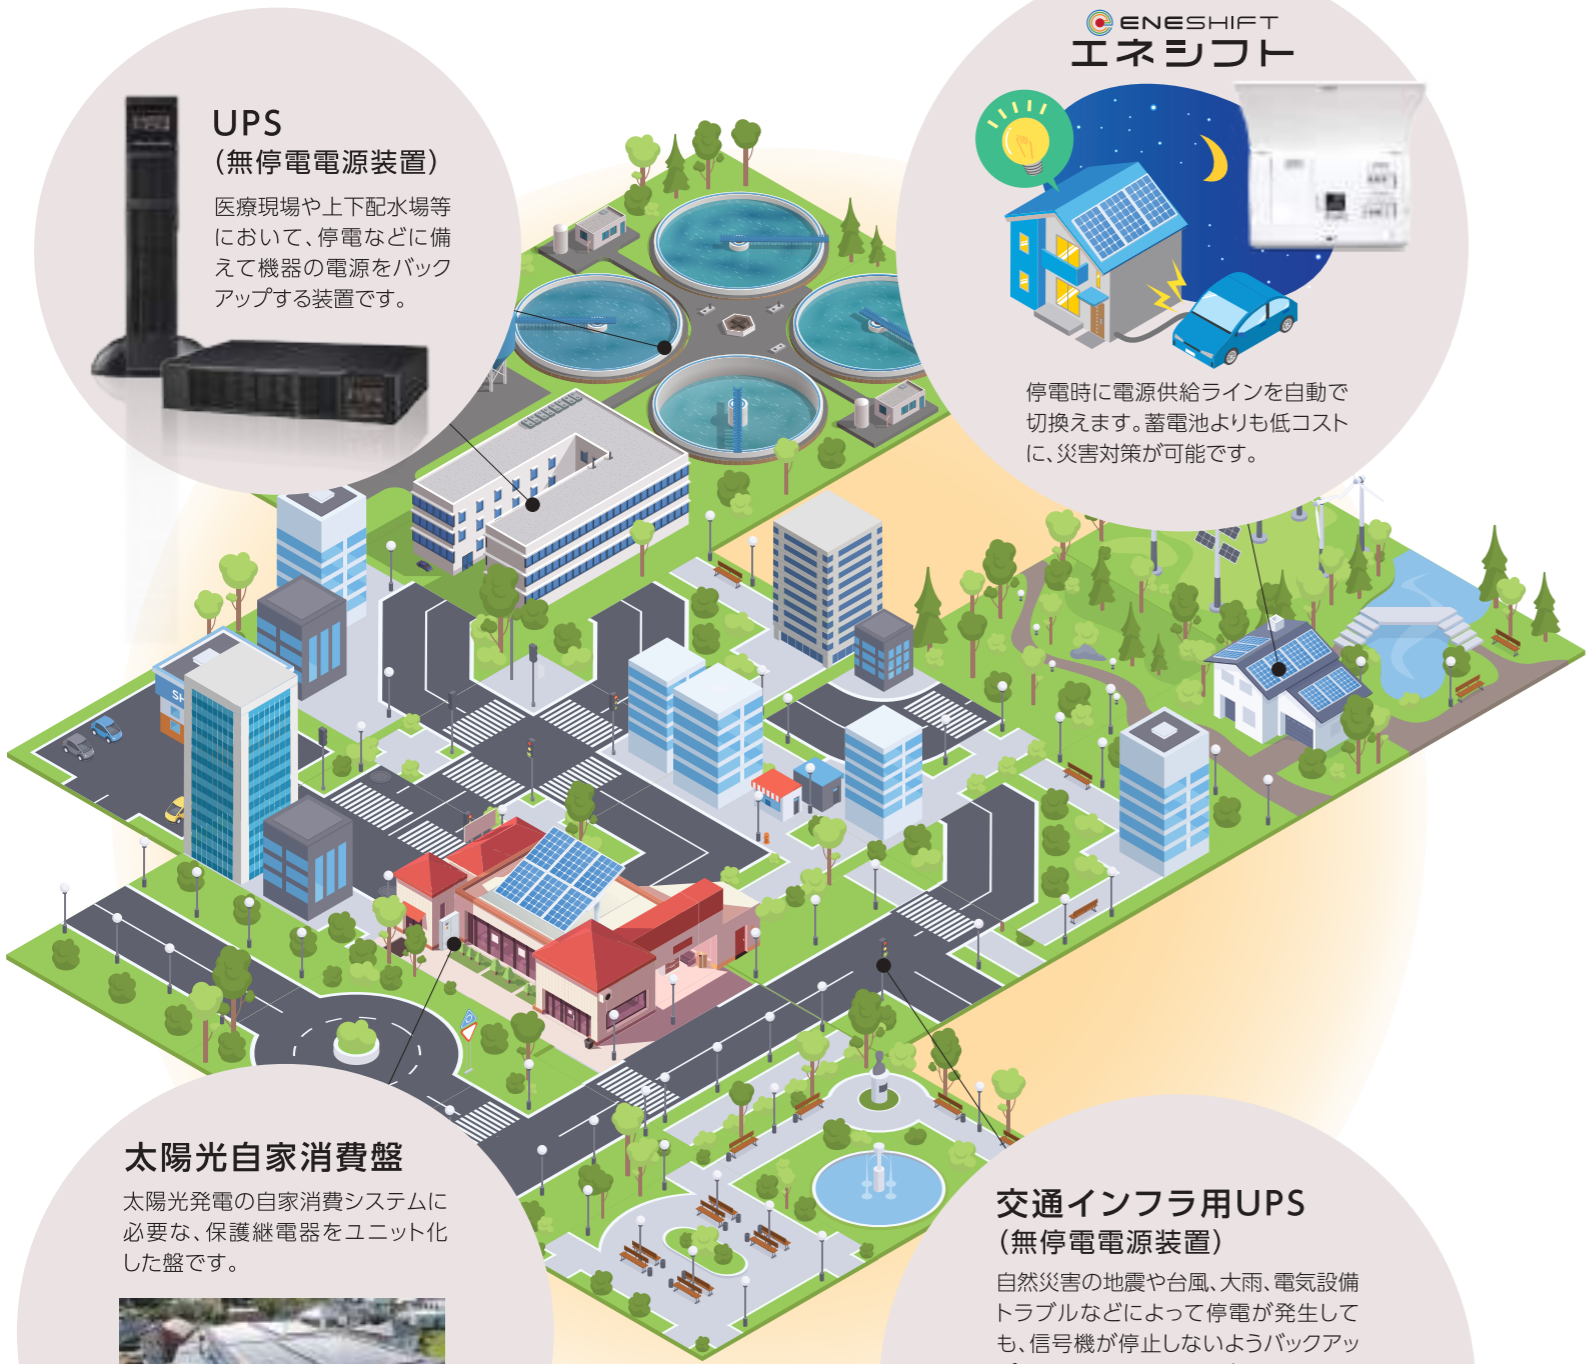 UPS
(無停電電源装置)
医療現場や上下配水場等
において、停電などに備
えて機器の電源をバック
アップする装置です。
ENESHIFT
エネシフト
停電時に電源供給ラインを自動で
切換えます。蓄電池よりも低コスト
に、災害対策が可能です。
太陽光自家消費盤
太陽光発電の自家消費システムに
必要な、保護継電器をユニット化
した盤です。
交通インフラ用UPS
(無停電電源装置)
自然災害の地震や台風、大雨、電気設備
トラブルなどによって停電が発生して
も、信号機が停止しないようバックアッ